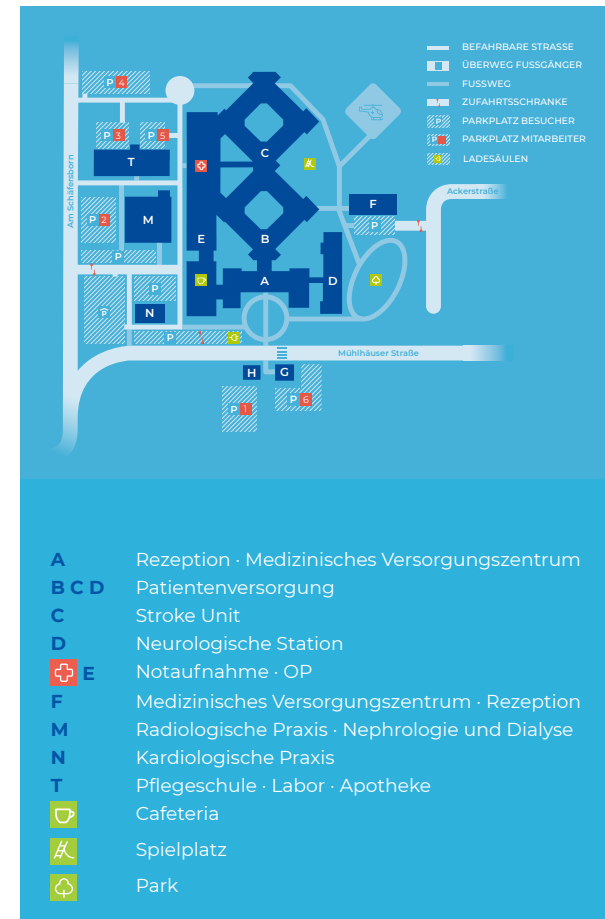 BEFAHRBARE STRASSE
ÜBERWEG FUSSGÄNGER
FUSSWEG
ZUFAHRTSSCHRANKE
P PARKPLATZ BESUCHER
P PARKPLATZ MITARBEITER
LADESÄULEN
P 4
P 3
P 5
T
C
Am Schäfersborn
Ackerstraße
F
P 2
M
P
E
B
P
A
D
P
P
N
P
Mühlhäuser Straße
H
G
P 1
P 6
A Rezeption · Medizinisches Versorgungszentrum
B C D Patientenversorgung
C Stroke Unit
D Neurologische Station
E Notaufnahme · OP
F Medizinisches Versorgungszentrum · Rezeption
M Radiologische Praxis · Nephrologie und Dialyse
N Kardiologische Praxis
T Pflegeschule · Labor · Apotheke
Cafeteria
Spielplatz
Park